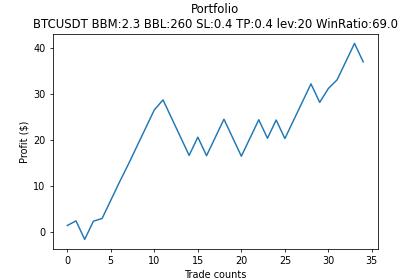 Portfolio
BTCUSDT BBM:2.3 BBL:260 SL:0.4 TP:0.4 lev:20 WinRatio:69.0
40
30
20
10
0
Profit ($)
0 5 10 15 20 25 30 35
Trade counts